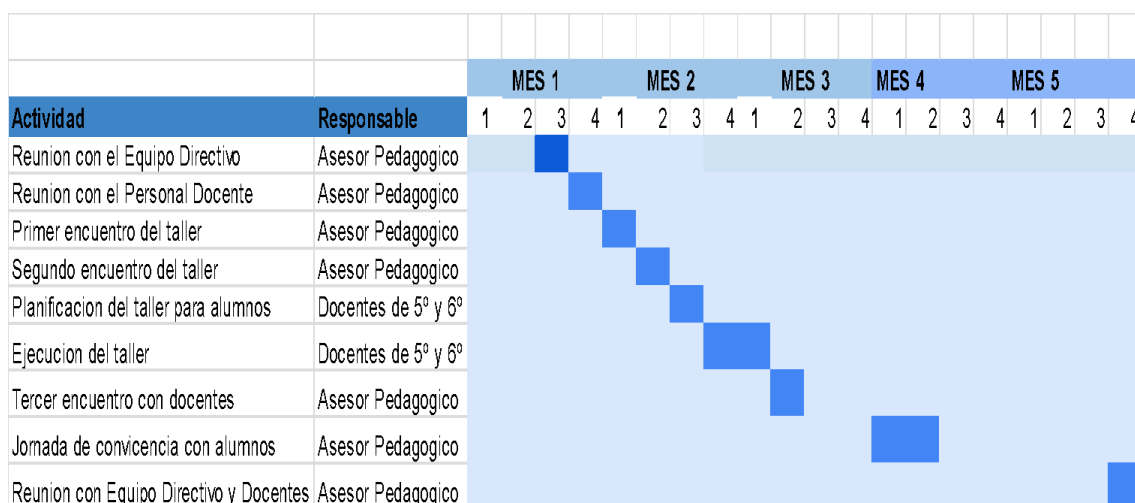 MES 1 MES 2 MES 3 MES 4 MES 5
Actividad Responsable 1 2 3 4 1 2 3 4 1 2 3 4 1 2 3 4 1 2 3 4
Reunion con el Equipo Directivo Asesor Pedagogico
Reunion con el Personal Docente Asesor Pedagogico
Primer encuentro del taller Asesor Pedagogico
Segundo encuentro del taller Asesor Pedagogico
Planificacion del taller para alumnos Docentes de 5º y 6º
Ejecucion del taller Docentes de 5º y 6º
Tercer encuentro con docentes Asesor Pedagogico
Jornada de convicencia con alumnos Asesor Pedagogico
Reunion con Equipo Directivo y Docentes Asesor Pedagogico